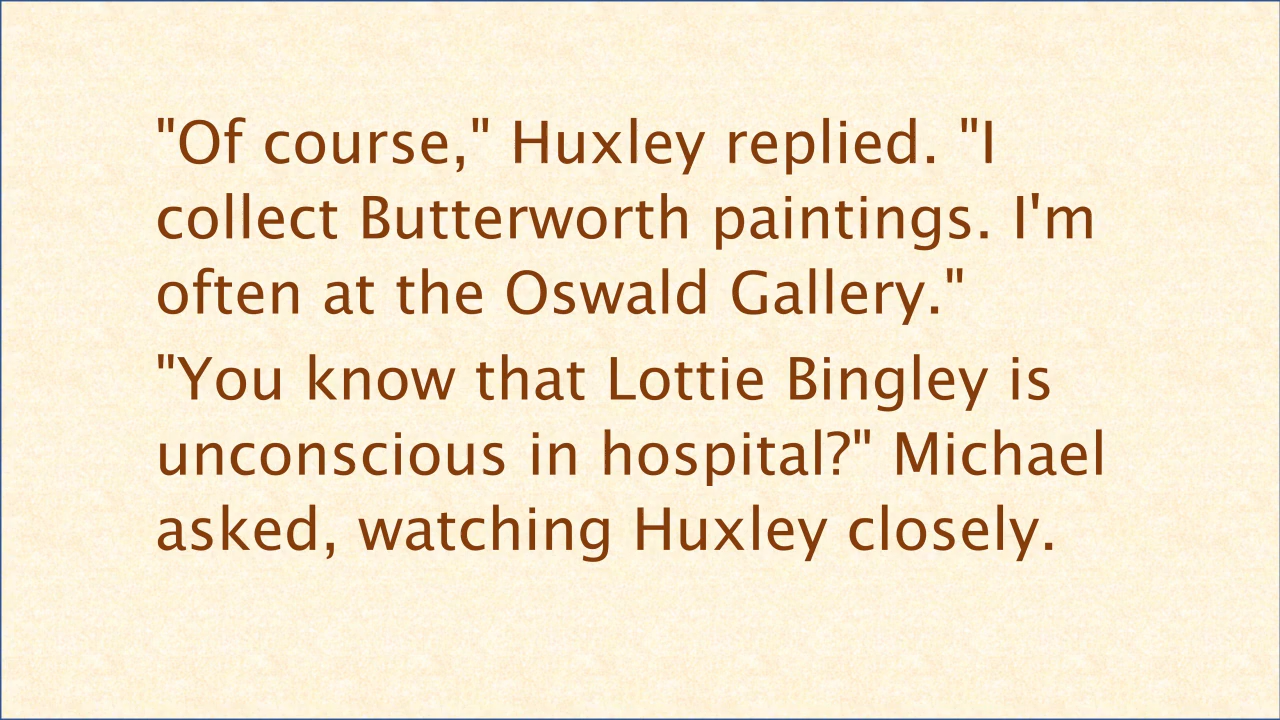 "Of course," Huxley replied. "I
collect Butterworth paintings. I'm
often at the Oswald Gallery."
"You know that Lottie Bingley is
unconscious in hospital?" Michael
asked, watching Huxley closely.